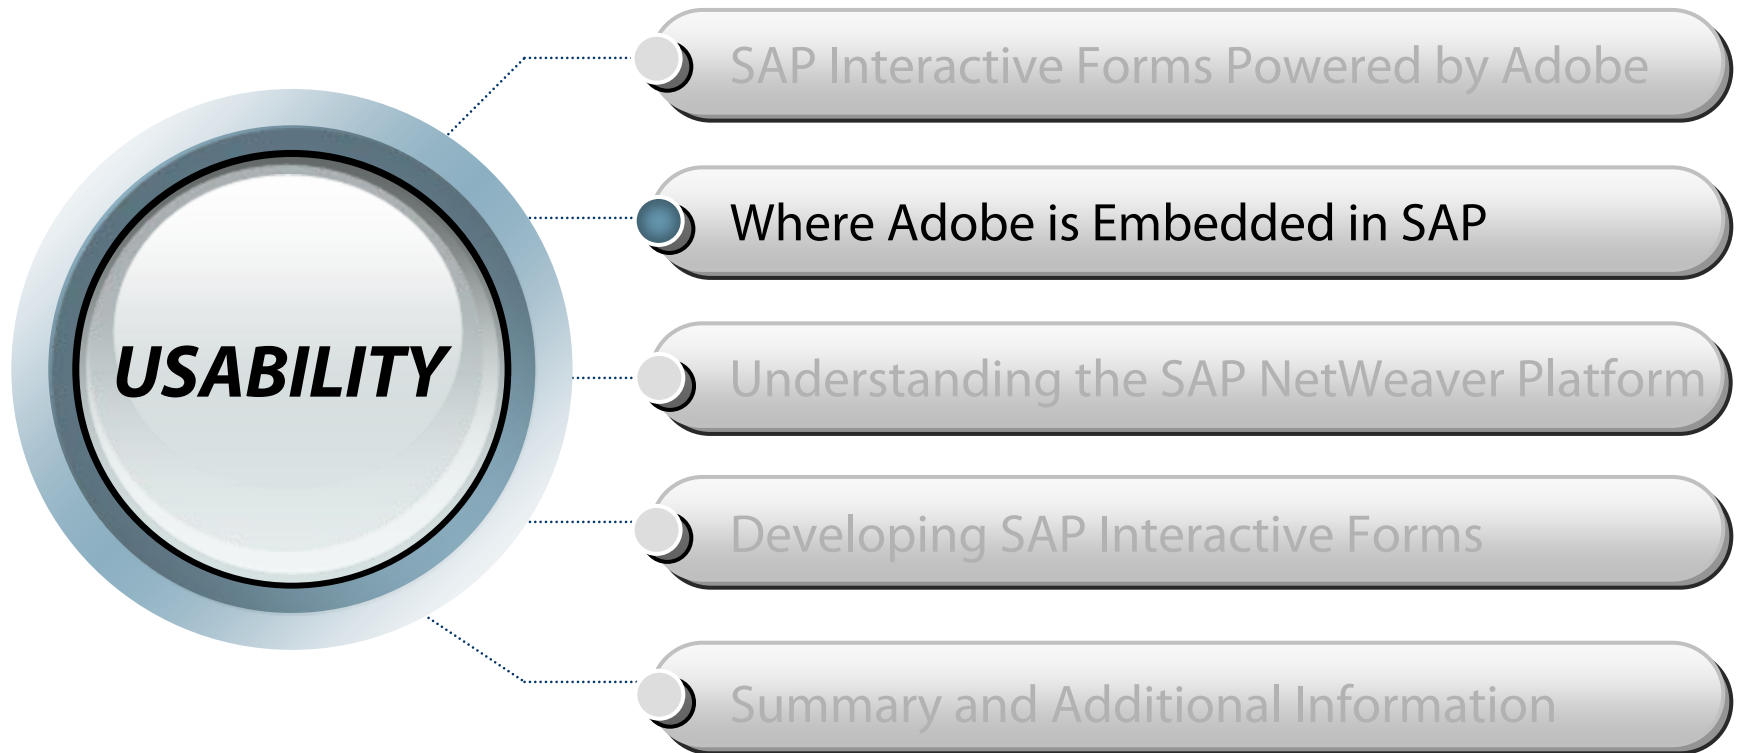 USABILITY
SAP Interactive Forms Powered by Adobe
Where Adobe is Embedded in SAP
Understanding the SAP NetWeaver Platform
Developing SAP Interactive Forms
Summary and Additional Information